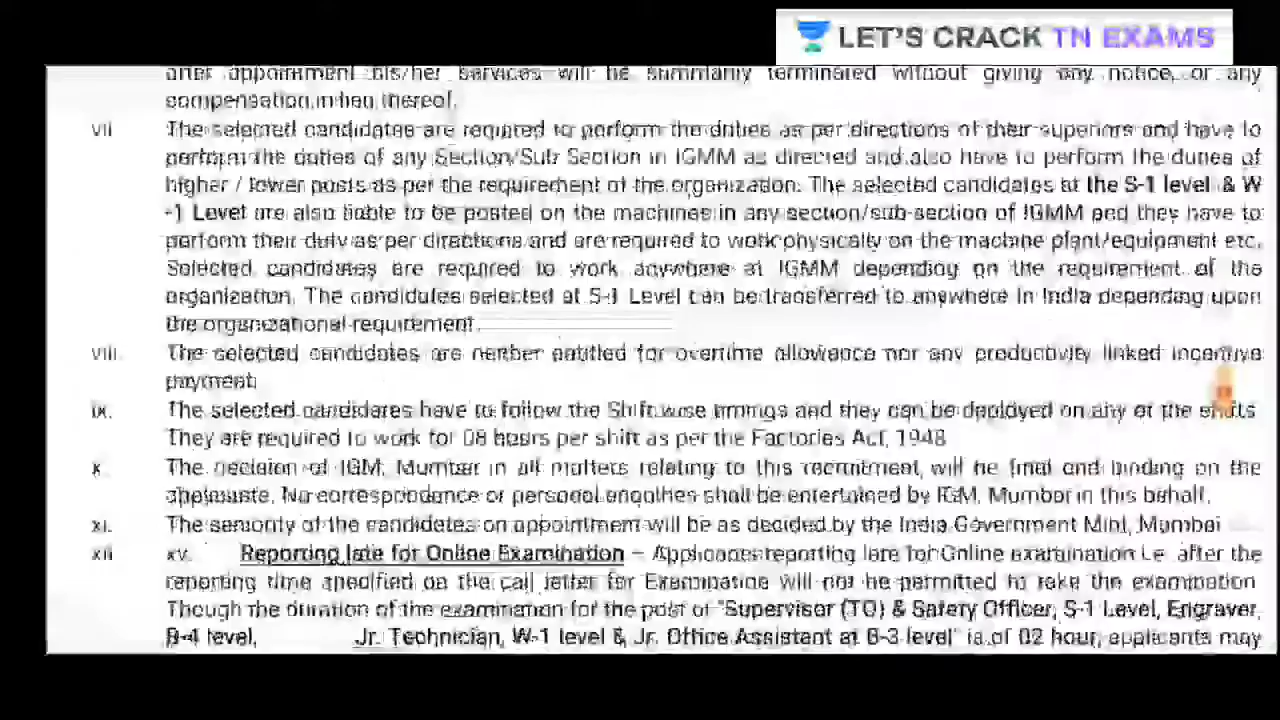 LET'S CRACK TN EXAMS
after appointment his/her services will be summarily terminated without giving any notice, or any
compensation in lieu thereof.
vii The selected candidates are required to perform the duties as per directions of their superiors and have to
perform the duties of any Section/Sub Section in IGMM as directed and also have to perform the duties of
higher / lower posts as per the requirement of the organization. The selected candidates at the S-1 level & W
-1 Level are also liable to be posted on the machines in any section/sub-section of IGMM and they have to
perform their duty as per directions and are required to work physically on the machine plant/equipment etc.
Selected candidates are required to work anywhere at IGMM depending on the requirement of the
organization. The candidates selected at S-1 Level can be transferred to anywhere in India depending upon
the organizational requirement.
viii. The selected candidates are neither entitled for overtime allowance nor any productivity linked incentive
payment.
ix. The selected candidates have to follow the Shift wise timings and they can be deployed on any of the shifts.
They are required to work for 08 hours per shift as per the Factories Act, 1948
x. The decision of IGM, Mumbai in all matters relating to this recruitment will be final and binding on the
applicants. No correspondence or personal enquiries shall be entertained by IGM, Mumbai in this behalf.
xi. The seniority of the candidates on appointment will be as decided by the India Government Mint, Mumbai
xii xv. Reporting late for Online Examination – Applicants reporting late for Online examination i.e. after the
reporting time specified on the call letter for Examination will not be permitted to take the examination
Though the duration of the examination for the post of "Supervisor (TO) & Safety Officer, S-1 Level, Engraver,
B-4 level, Jr. Technician, W-1 level & Jr. Office Assistant at B-3 level" is of 02 hour, applicants may